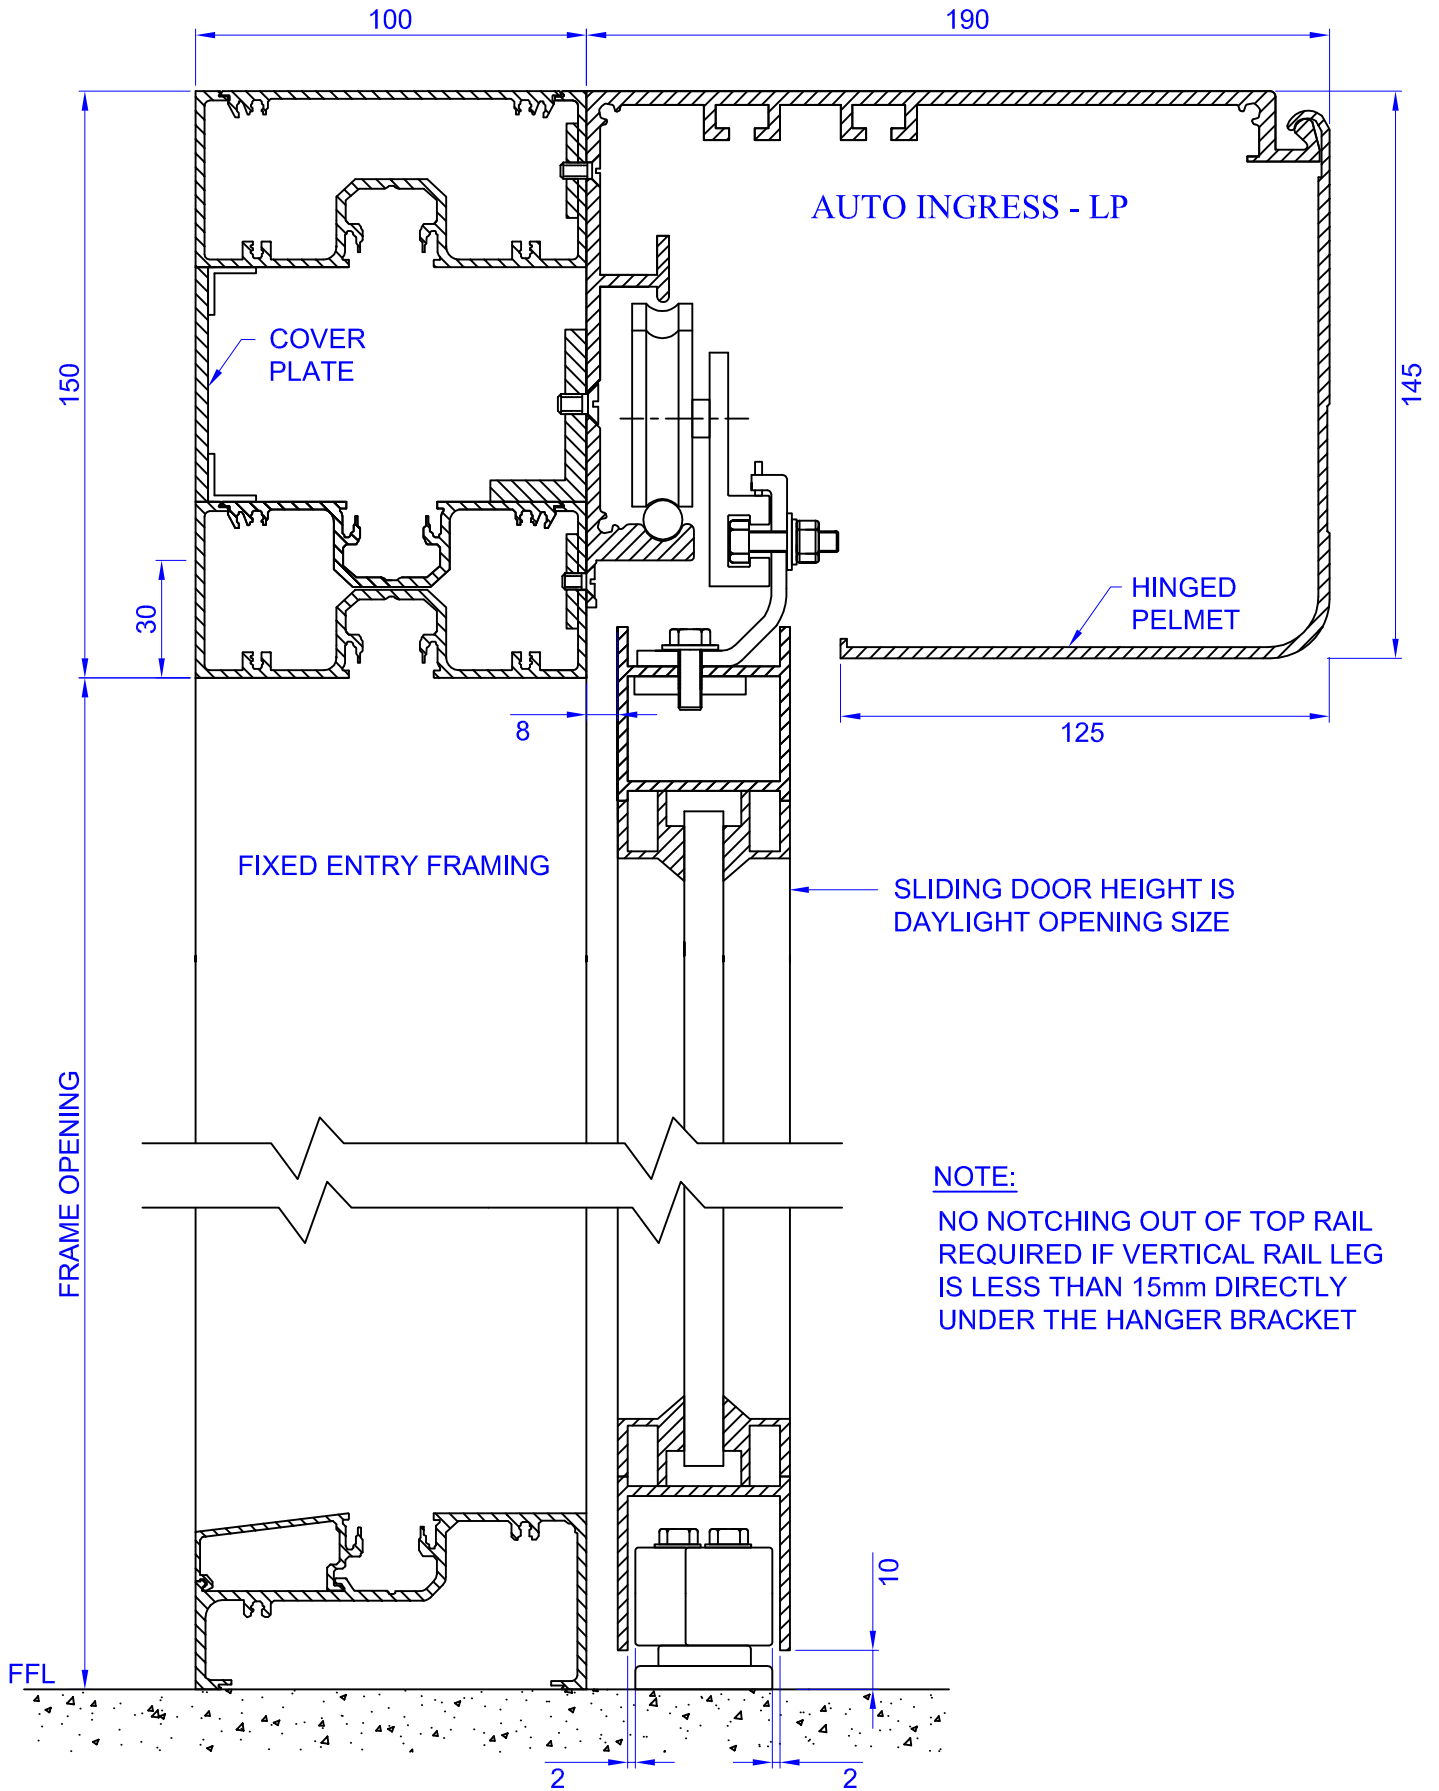 100
190
AUTO INGRESS - LP
COVER
PLATE
150
145
30
HINGED
PELMET
8
125
FIXED ENTRY FRAMING
SLIDING DOOR HEIGHT IS
DAYLIGHT OPENING SIZE
FRAME OPENING
NOTE:
NO NOTCHING OUT OF TOP RAIL
REQUIRED IF VERTICAL RAIL LEG
IS LESS THAN 15mm DIRECTLY
UNDER THE HANGER BRACKET
10
FFL
2
2